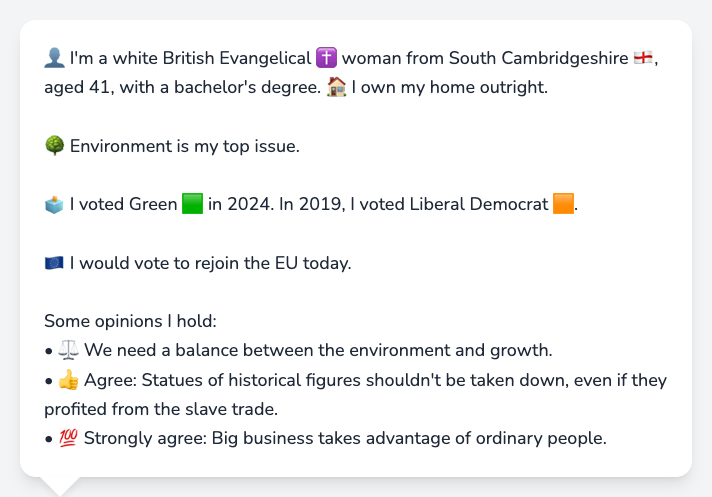 👤 I'm a white British Evangelical ✝️ woman from South Cambridgeshire 🏴󠁧󠁢󠁥󠁮󠁧󠁿,
aged 41, with a bachelor's degree. 🏠 I own my home outright.
🌳 Environment is my top issue.
🗳️ I voted Green 🟩 in 2024. In 2019, I voted Liberal Democrat 🟧.
🇪🇺 I would vote to rejoin the EU today.
Some opinions I hold:
• ⚖️ We need a balance between the environment and growth.
• 👍 Agree: Statues of historical figures shouldn't be taken down, even if they
profited from the slave trade.
• 💯 Strongly agree: Big business takes advantage of ordinary people.